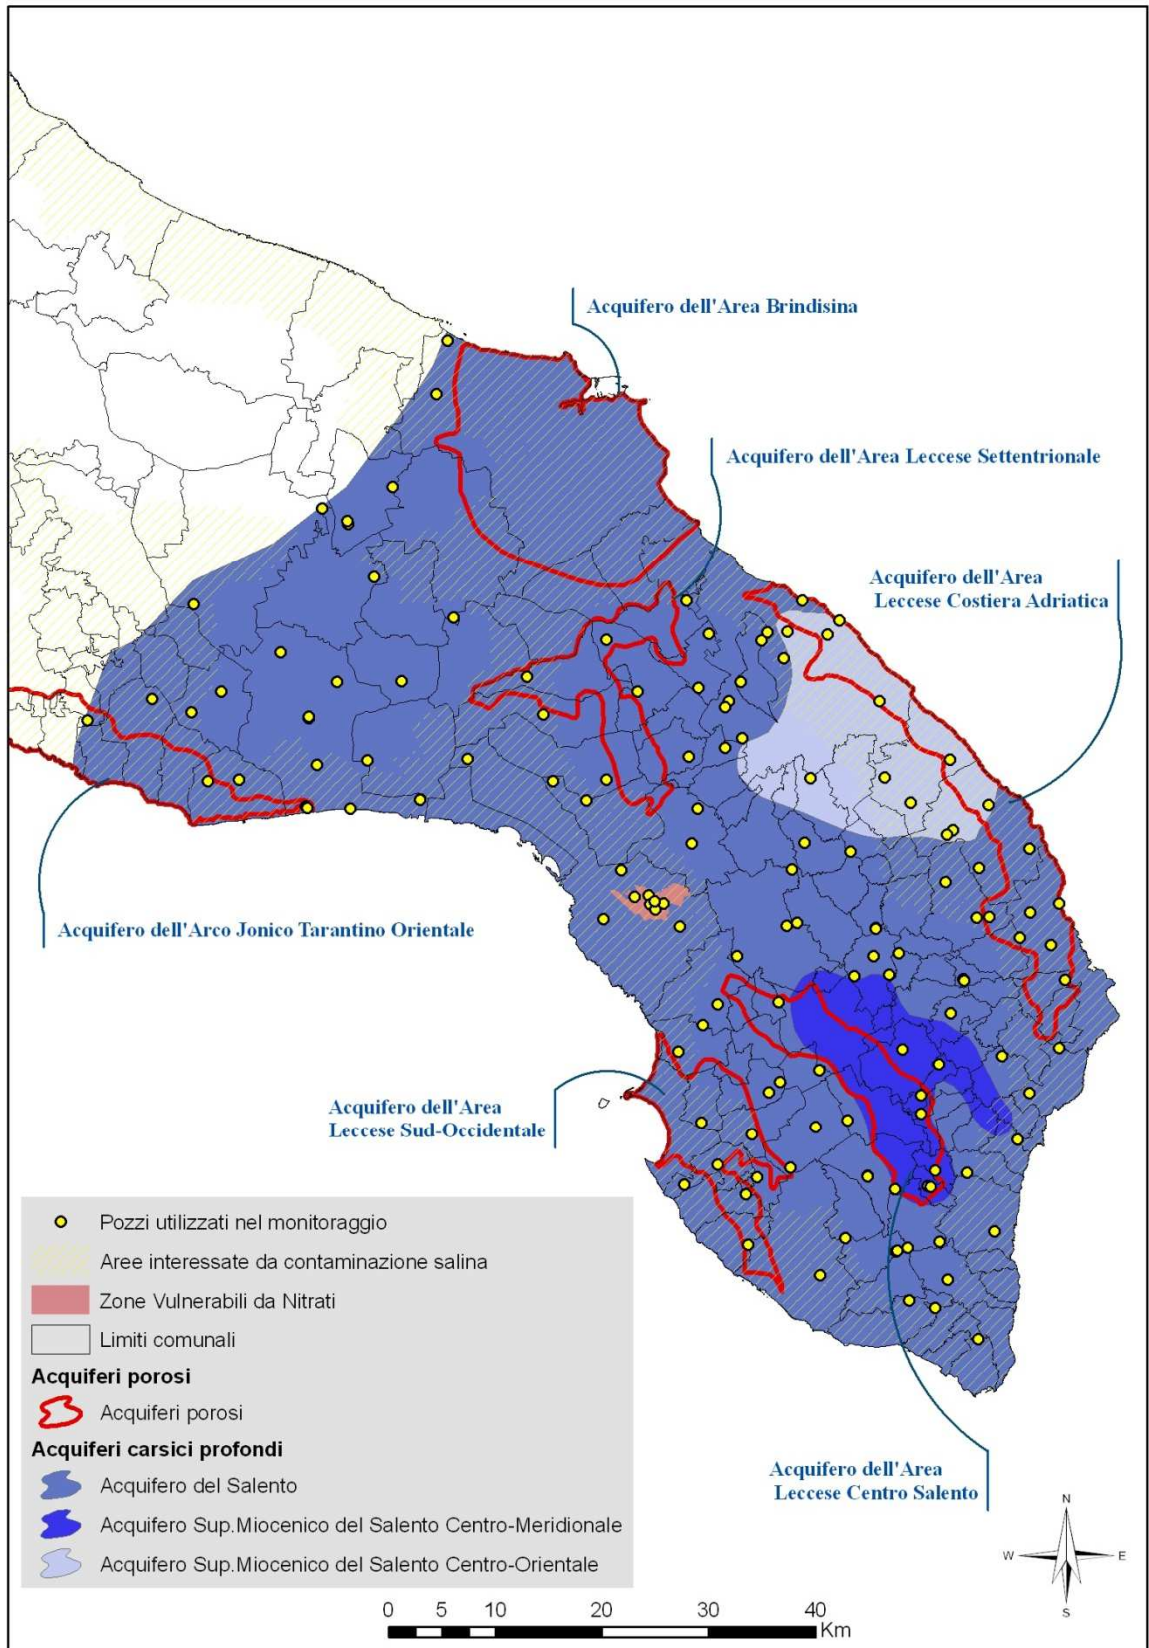 Acquifero dell'Area Brindisina
Acquifero dell'Area Leccese Settentrionale
Acquifero dell'Area
Leccese Costiera Adriatica
Acquifero dell'Arco Jonico Tarantino Orientale
Acquifero dell'Area
Leccese Sud-Occidentale
Pozzi utilizzati nel monitoraggio
Aree interessate da contaminazione salina
Zone Vulnerabili da Nitrati
Limiti comunali
Acquiferi porosi
Acquiferi porosi
Acquiferi carsici profondi
Acquifero del Salento
Acquifero Sup.Miocenico del Salento Centro-Meridionale
Acquifero Sup.Miocenico del Salento Centro-Orientale
Acquifero dell'Area
Leccese Centro Salento
N
W E
S
0 5 10 20 30 40
Km